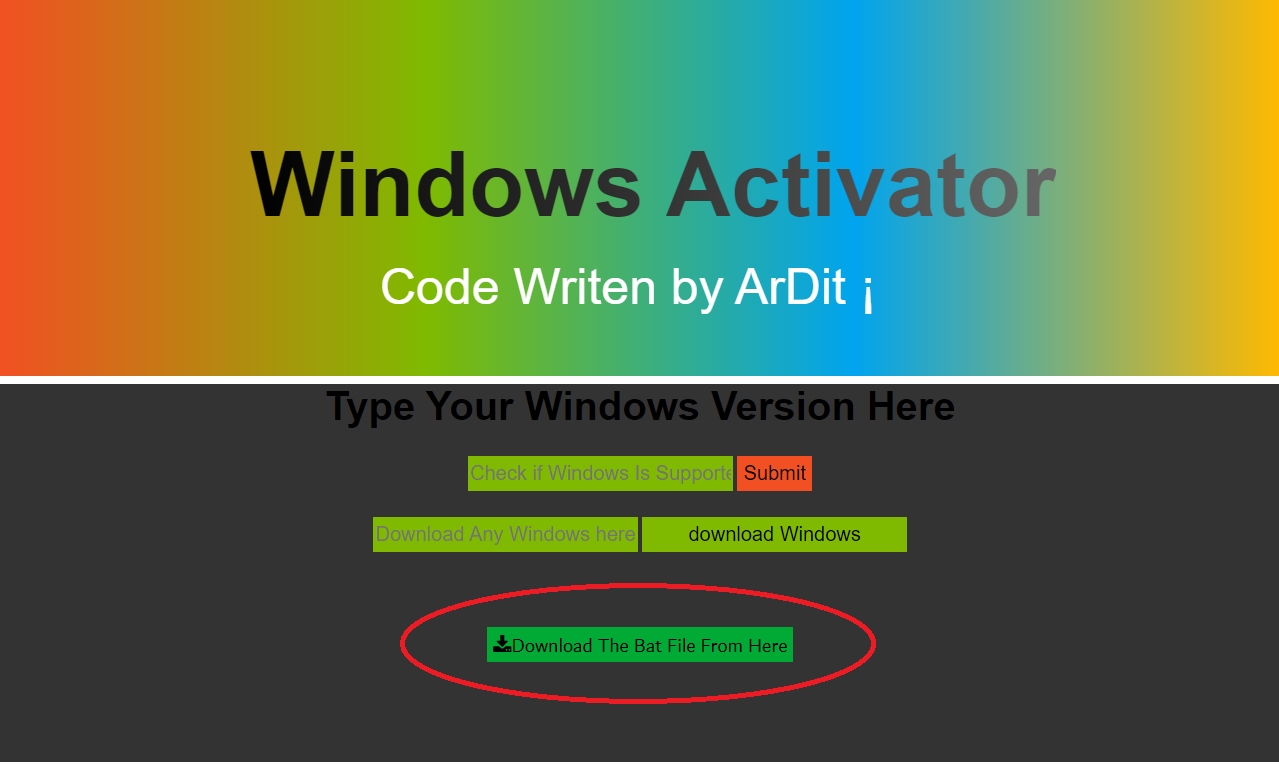 Windows Activator
Code Writen by ArDit ¡
Type Your Windows Version Here
Check if Windows Is Supporte
Submit
Download Any Windows here
download Windows
Download The Bat File From Here